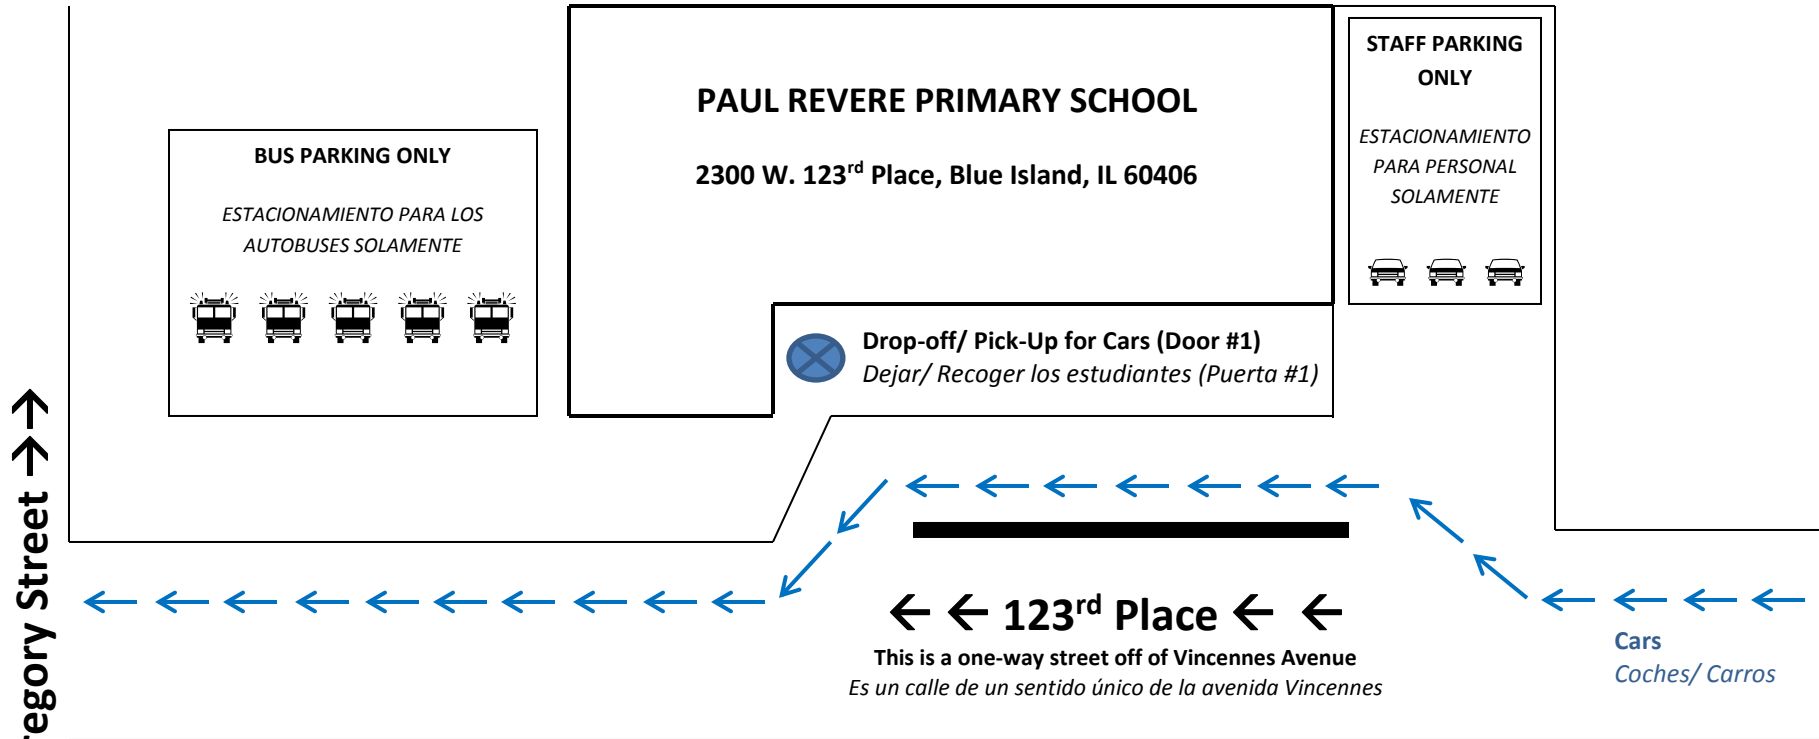 PAUL REVERE PRIMARY SCHOOL
2300 W. 123rd Place, Blue Island, IL 60406
STAFF PARKING
ONLY
ESTACIONAMIENTO
PARA PERSONAL
SOLAMENTE
BUS PARKING ONLY
ESTACIONAMIENTO PARA LOS
AUTOBUSES SOLAMENTE
Drop-off/ Pick-Up for Cars (Door #1)
Dejar/ Recoger los estudiantes (Puerta #1)
regory Street →→
← ← 123rd Place ← ←
This is a one-way street off of Vincennes Avenue
Es un calle de un sentido único de la avenida Vincennes
Cars
Coches/ Carros